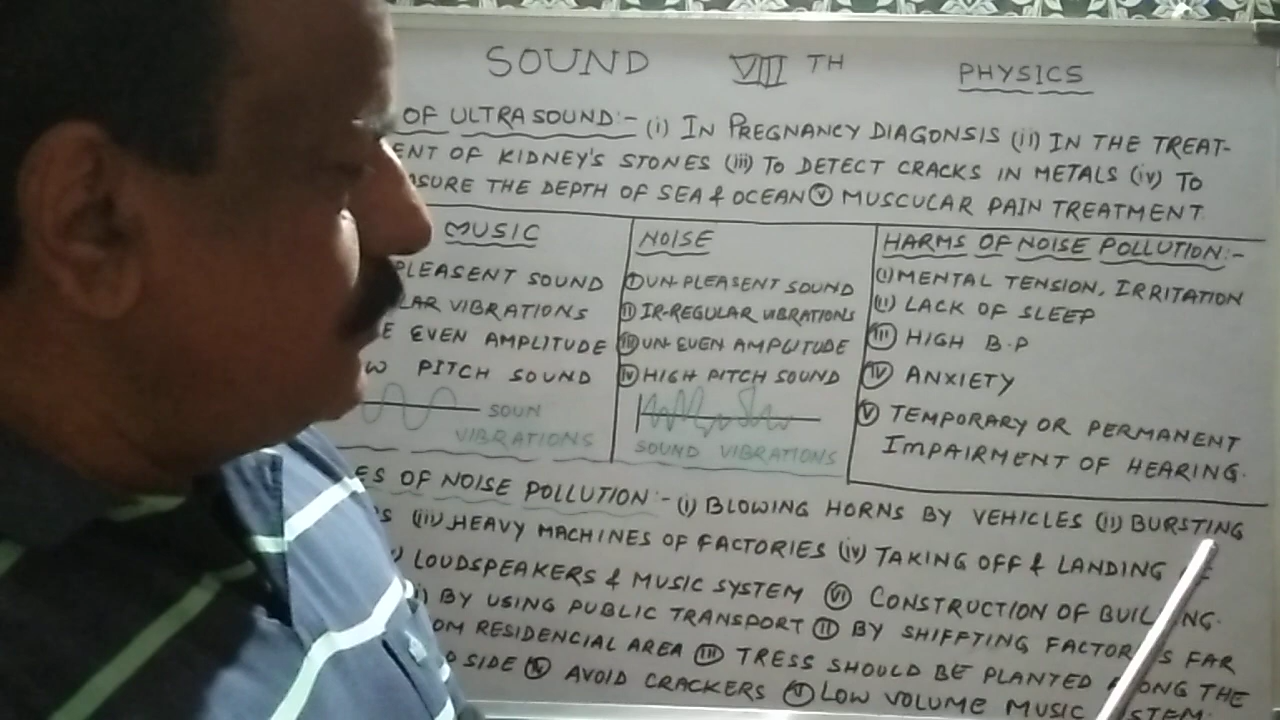 SOUND VIII TH PHYSICS
OF ULTRASOUND:- (i) IN PREGNANCY DIAGONSIS (ii) IN THE TREAT-
ENT OF KIDNEY'S STONES (iii) TO DETECT CRACKS IN METALS (iv) TO
ASURE THE DEPTH OF SEA & OCEAN (V) MUSCULAR PAIN TREATMENT
MUSIC
PLEASENT SOUND
LAR VIBRATIONS
E EVEN AMPLITUDE
W PITCH SOUND
SOUN
VIBRATIONS
NOISE
(I) UN-PLEASENT SOUND
(II) IR-REGULAR VIBRATIONS
(III) UN-EVEN AMPLITUDE
(IV) HIGH PITCH SOUND
SOUND VIBRATIONS
HARMS OF NOISE POLLUTION:-
(I) MENTAL TENSION, IRRITATION
(II) LACK OF SLEEP
(III) HIGH B.P
(IV) ANXIETY
(V) TEMPORARY OR PERMANENT
IMPAIRMENT OF HEARING.
ES OF NOISE POLLUTION:- (i) BLOWING HORNS BY VEHICLES (ii) BURSTING
S (iii) HEAVY MACHINES OF FACTORIES (iv) TAKING OFF & LANDING
) LOUDSPEAKERS & MUSIC SYSTEM (VI) CONSTRUCTION OF BUIL NG.
) BY USING PUBLIC TRANSPORT (II) BY SHIFFTING FACTOR S FAR
OM RESIDENCIAL AREA (III) TRESS SHOULD BE PLANTED ONG THE
D SIDE AVOID CRACKERS (V) LOW VOLUME MUSIC STEM.